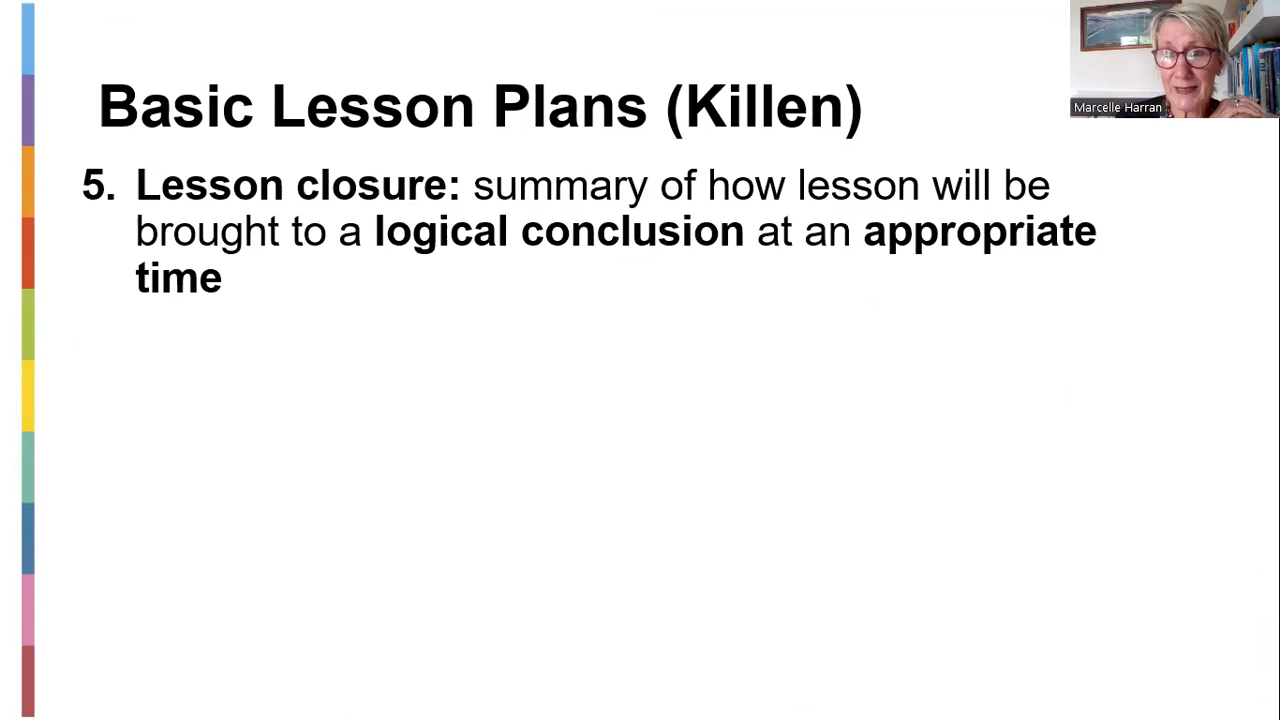 Marcelle Harran
Basic Lesson Plans (Killen)
5. Lesson closure: summary of how lesson will be
brought to a logical conclusion at an appropriate
time